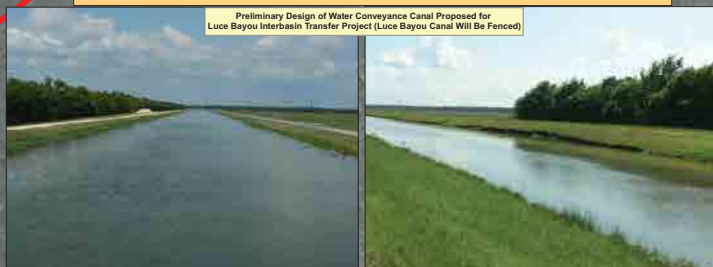 Preliminary Design of Water Conveyance Canal Proposed for
Luce Bayou Interbasin Transfer Project (Luce Bayou Canal Will Be Fenced)